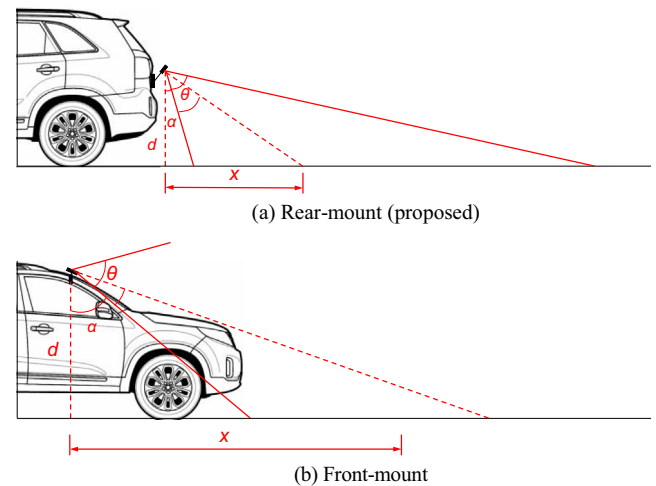 θ
α
d
x
(a) Rear-mount (proposed)
θ
α
d
x
(b) Front-mount